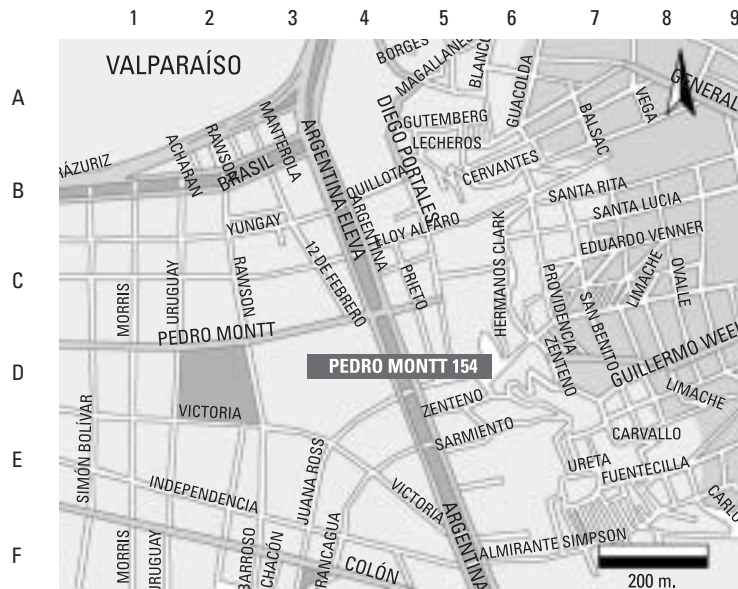 1 2 3 4 5 6 7 8 9
A
B
C
D
E
F
VALPARAÍSO
BORGES
MAGALLANES
BLANCO
GUACOLDA
GENERAL
VEGA
BALSAC
DIEGO PORTALES
GUTEMBERG
LECHEROS
CERVANTES
MANTEROLA
RAWSON
ACHARAN
BRASIL
RÁZURIZ
ARGENTINA ELEVA
QUILLOTA
ARGENTINA
ELOY ALFARO
SANTA RITA
SANTA LUCIA
EDUARDO VENNER
YUNGAY
12 DE FEBRERO
PRIETO
HERMANOS CLARK
PROVIDENCIA
SAN BENITO
LIMACHE
OVALLE
MORRIS
URUGUAY
RAWSON
PEDRO MONTT
PEDRO MONTT 154
ZENTENO
GUILLERMO WEEL
LIMACHE
VICTORIA
ZENTENO
SARMIENTO
CARVALLO
URETA
FUENTECILLA
CARLO
SIMÓN BOLÍVAR
INDEPENDENCIA
JUANA ROSS
VICTORIA
ARGENTINA
ALMIRANTE SIMPSON
MORRIS
URUGUAY
BARROSO
CHACÓN
RANCAGUA
COLÓN
200 m.